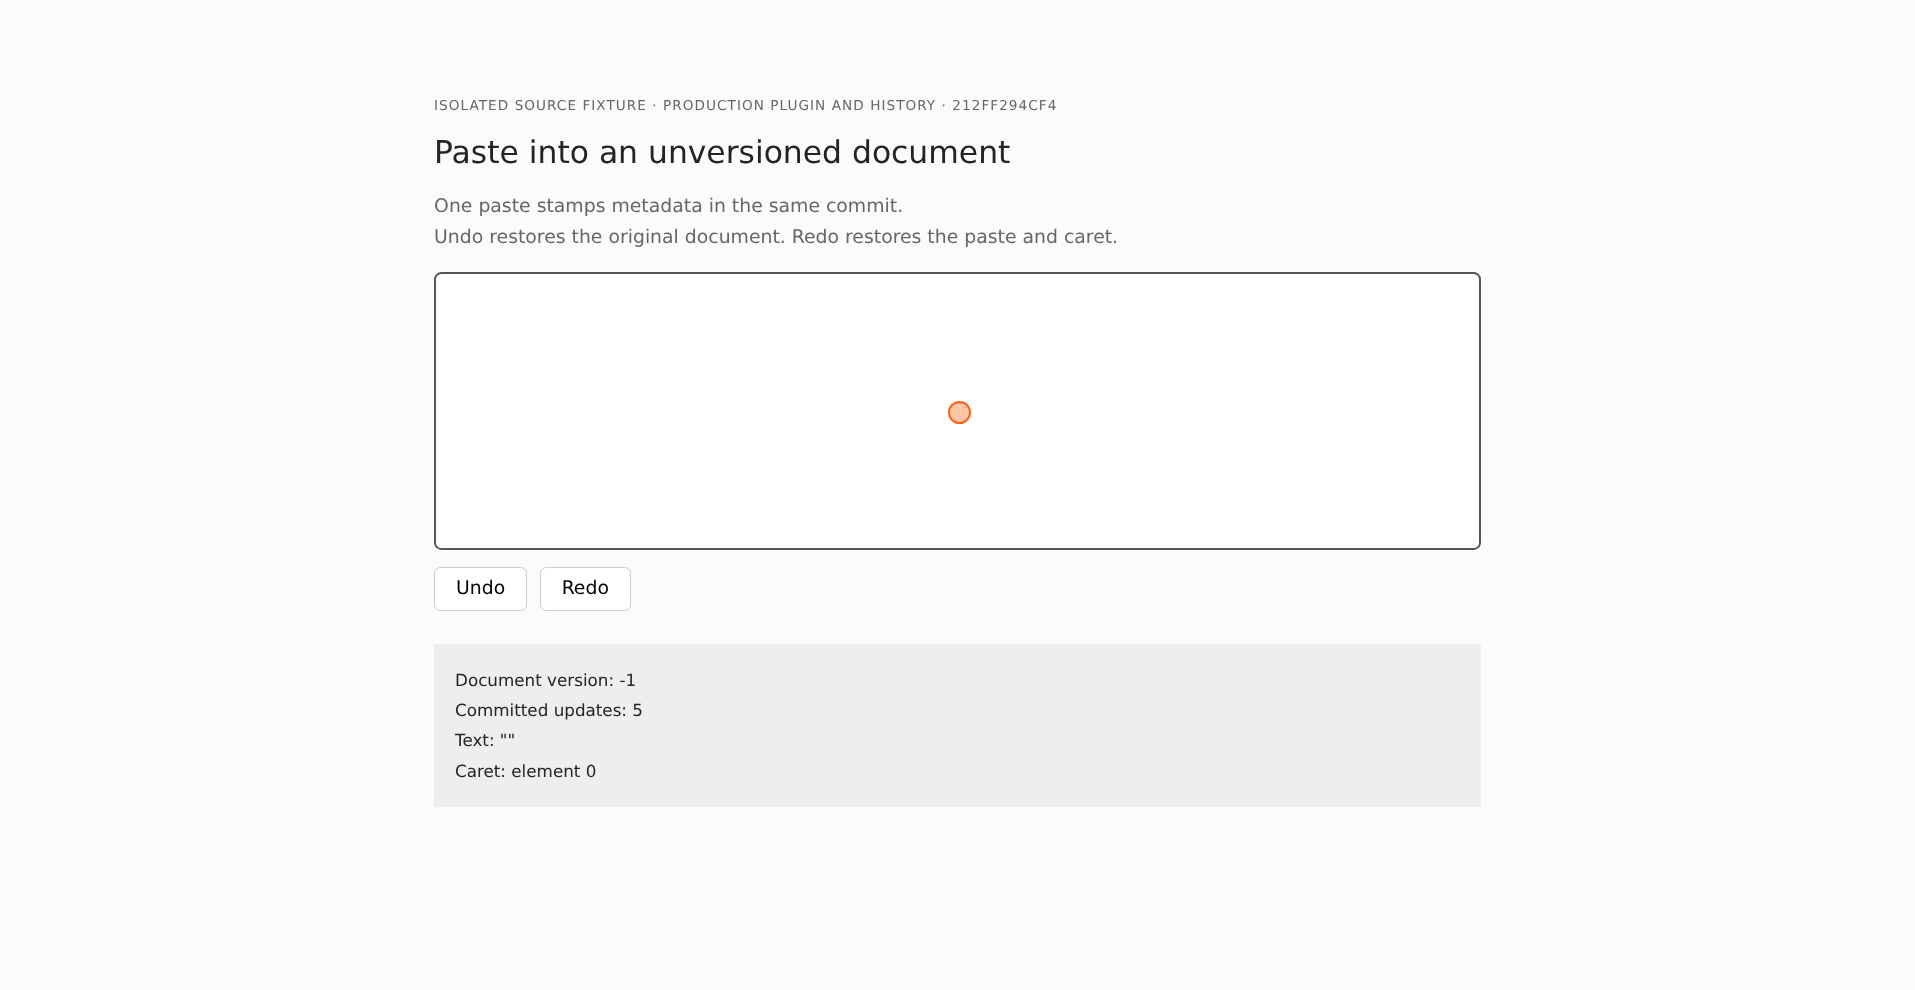 ISOLATED SOURCE FIXTURE · PRODUCTION PLUGIN AND HISTORY · 212FF294CF4
Paste into an unversioned document
One paste stamps metadata in the same commit.
Undo restores the original document. Redo restores the paste and caret.
Undo Redo
Document version: -1
Committed updates: 5
Text: ""
Caret: element 0